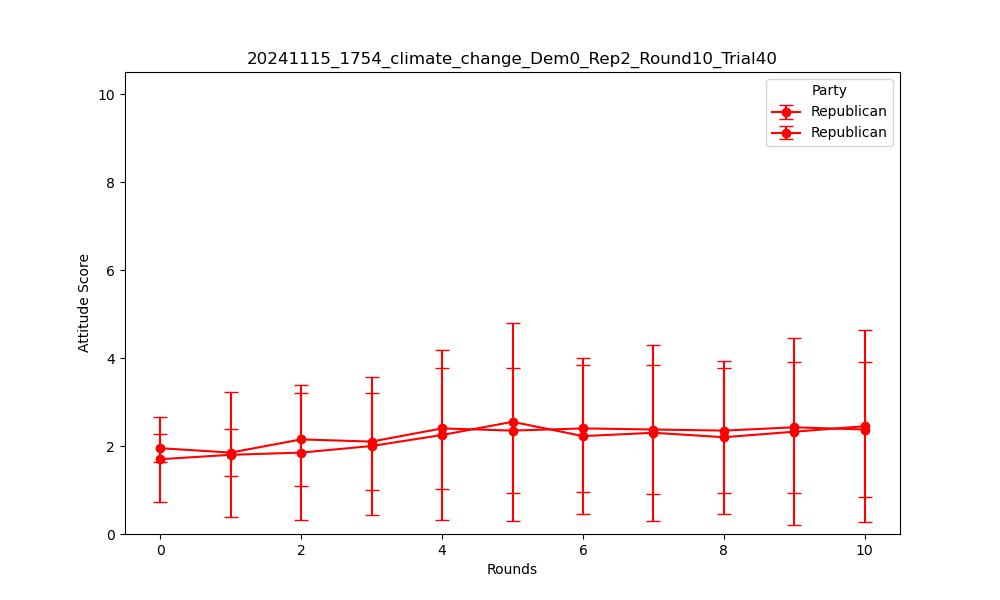 20241115_1754_climate_change_Dem0_Rep2_Round10_Trial40
Party
Republican
Republican
Attitude Score
10
8
6
4
2
0
0 2 4 6 8 10
Rounds